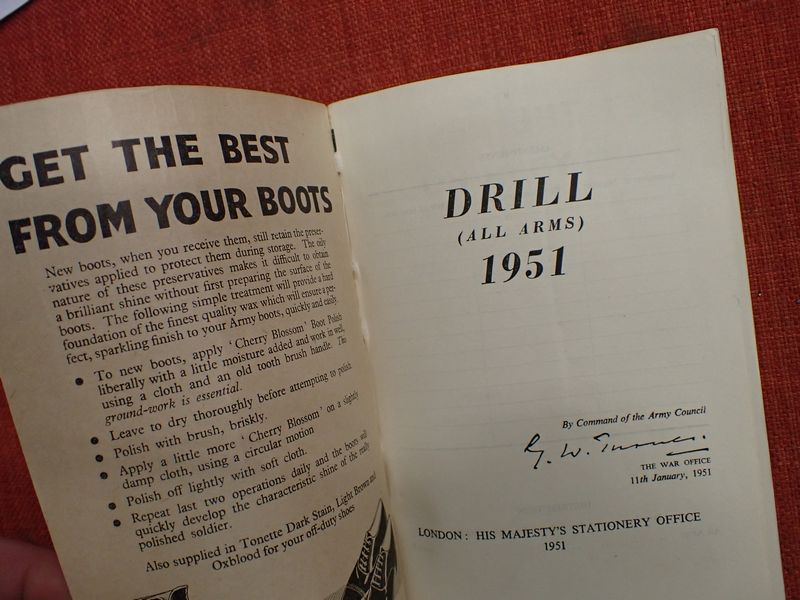 GET THE BEST
FROM YOUR BOOTS
New boots, when you receive them, still retain the preser-
vatives applied to protect them during storage. The oily
nature of these preservatives makes it difficult to obtain
a brilliant shine without first preparing the surface of the
boots. The following simple treatment will provide a hard
foundation of the finest quality wax which will ensure a per-
fect, sparkling finish to your Army boots, quickly and easily.
● To new boots, apply 'Cherry Blossom' Boot Polish
liberally with a little moisture added and work in well,
using a cloth and an old tooth brush handle. This
ground-work is essential.
● Leave to dry thoroughly before attempting to polish.
● Polish with brush, briskly.
● Apply a little more 'Cherry Blossom' on a slightly
damp cloth, using a circular motion
● Polish off lightly with soft cloth.
● Repeat last two operations daily and the boots will
quickly develop the characteristic shine of the really
polished soldier.
Also supplied in Tonette Dark Stain, Light Brown and
Oxblood for your off-duty shoes
DRILL
(ALL ARMS)
1951
By Command of the Army Council
THE WAR OFFICE
11th January, 1951
LONDON: HIS MAJESTY'S STATIONERY OFFICE
1951